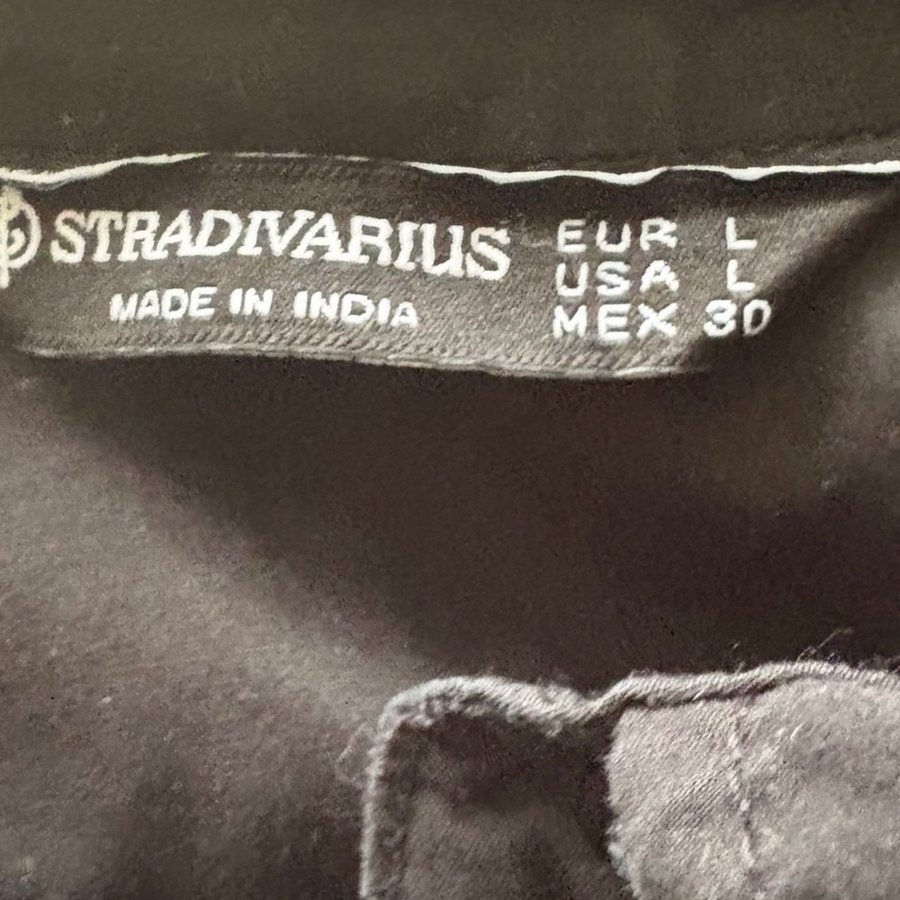 STRADIVARIUS
MADE IN INDIA
EUR L
USA L
MEX 30